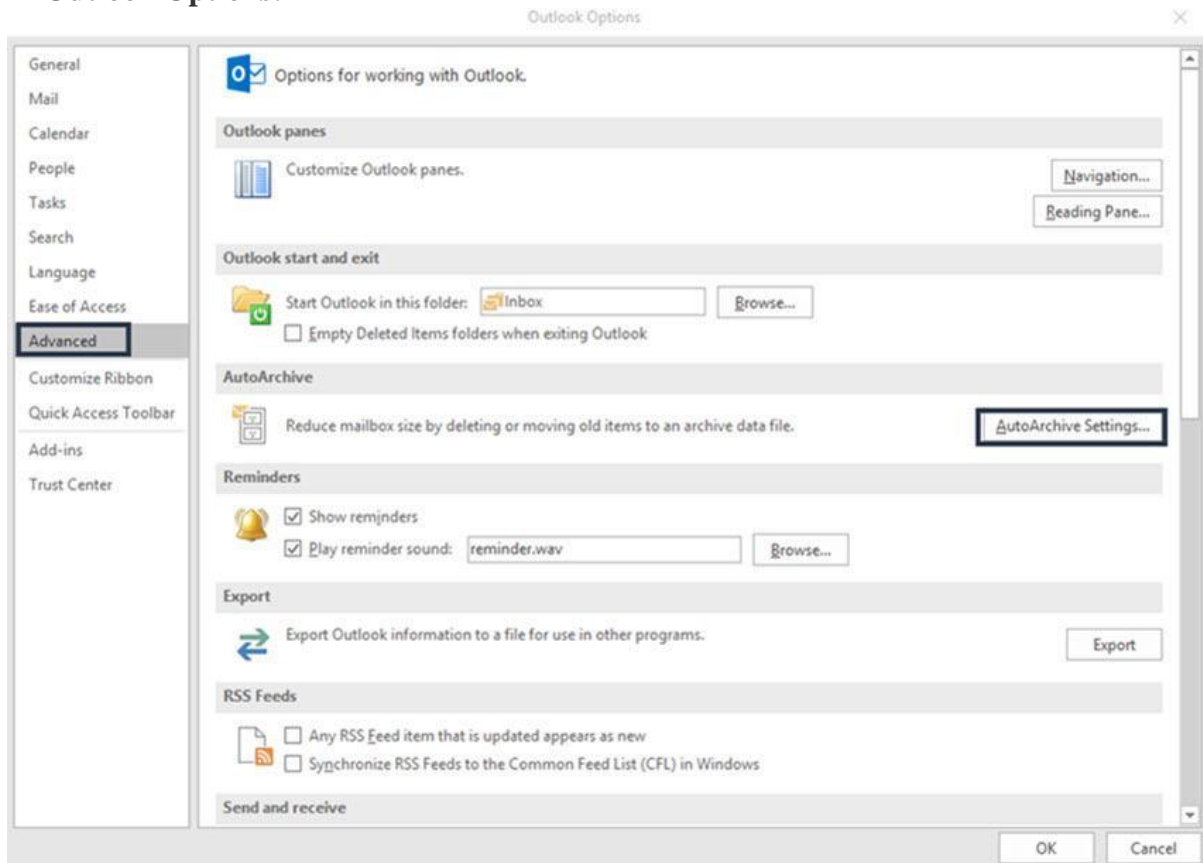 Outlook Options.
Outlook Options
General
Mail
Calendar
People
Tasks
Search
Language
Ease of Access
Advanced
Customize Ribbon
Quick Access Toolbar
Add-ins
Trust Center
Options for working with Outlook.
Outlook panes
Customize Outlook panes.
Navigation...
Reading Pane...
Outlook start and exit
Start Outlook in this folder: Inbox Browse...
Empty Deleted Items folders when exiting Outlook
AutoArchive
Reduce mailbox size by deleting or moving old items to an archive data file. AutoArchive Settings...
Reminders
Show reminders
Play reminder sound: reminder.wav Browse...
Export
Export Outlook information to a file for use in other programs.
Export
RSS Feeds
Any RSS Feed item that is updated appears as new
Synchronize RSS Feeds to the Common Feed List (CFL) in Windows
Send and receive
OK Cancel